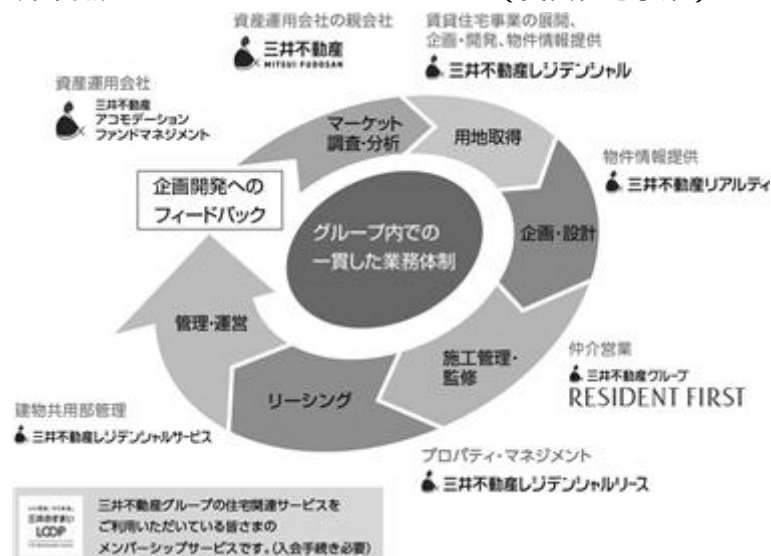 資産運用会社の親会社
三井不動産
MITSUI FUDOSAN
賃貸住宅事業の展開、
企画・開発、物件情報提供
三井不動産レジデンシャル
資産運用会社
三井不動産
アコモデーション
ファンドマネジメント
マーケット
調査・分析
用地取得
物件情報提供
三井不動産リアルティ
企画開発への
フィードバック
グループ内での
一貫した業務体制
企画・設計
管理・運営
施工管理・
監修
仲介営業
三井不動産グループ
RESIDENT FIRST
リーシング
建物共用部管理
三井不動産レジデンシャルサービス
プロパティ・マネジメント
三井不動産レジデンシャルリース
三井のすまい
LOOP
三井不動産グループの住宅関連サービスを
ご利用いただいている皆さまの
メンバーシップサービスです。(入会手続き必要)